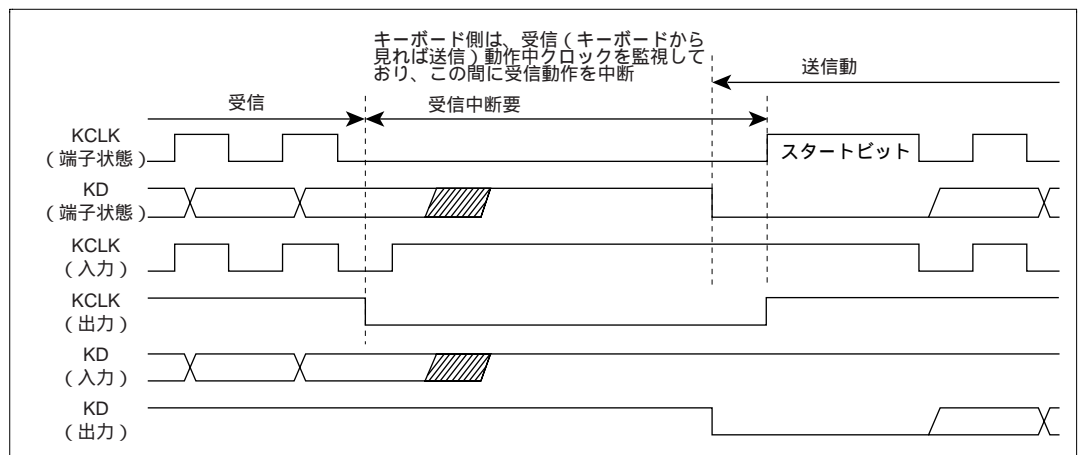 キーボード側は、受信（キーボードから
見れば送信）動作中クロックを監視して
おり、この間に受信動作を中断
送信動
受信
受信中断要
KCLK
（端子状態）
スタートビット
KD
（端子状態）
KCLK
（入力）
KCLK
（出力）
KD
（入力）
KD
（出力）